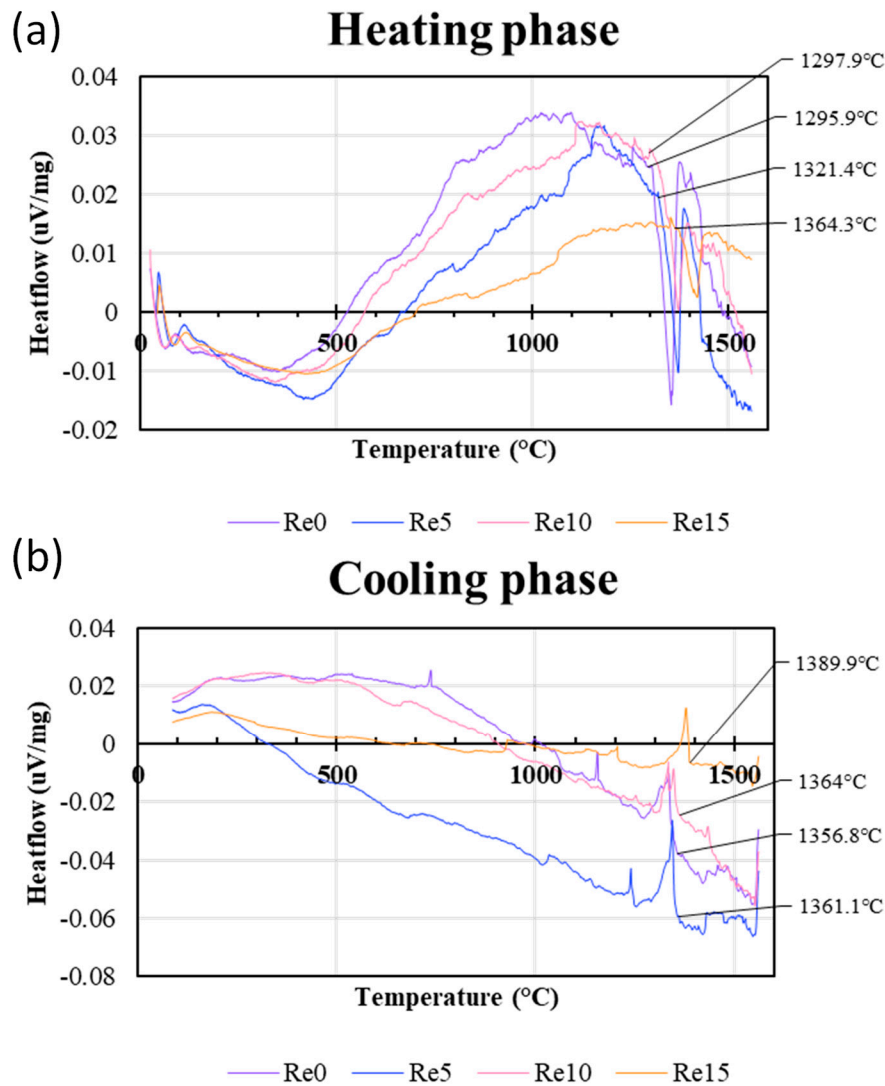 (a)
Heating phase
0.04
0.03
0.02
0.01
0
-0.01
-0.02
Heatflow (uV/mg)
0
500
1000
1500
Temperature (°C)
1297.9℃
1295.9℃
1321.4℃
1364.3℃
Re0
Re5
Re10
Re15
(b)
Cooling phase
0.04
0.02
0
-0.02
-0.04
-0.06
-0.08
Heatflow (uV/mg)
0
500
1000
1500
Temperature (°C)
1389.9℃
1364℃
1356.8℃
1361.1℃
Re0
Re5
Re10
Re15